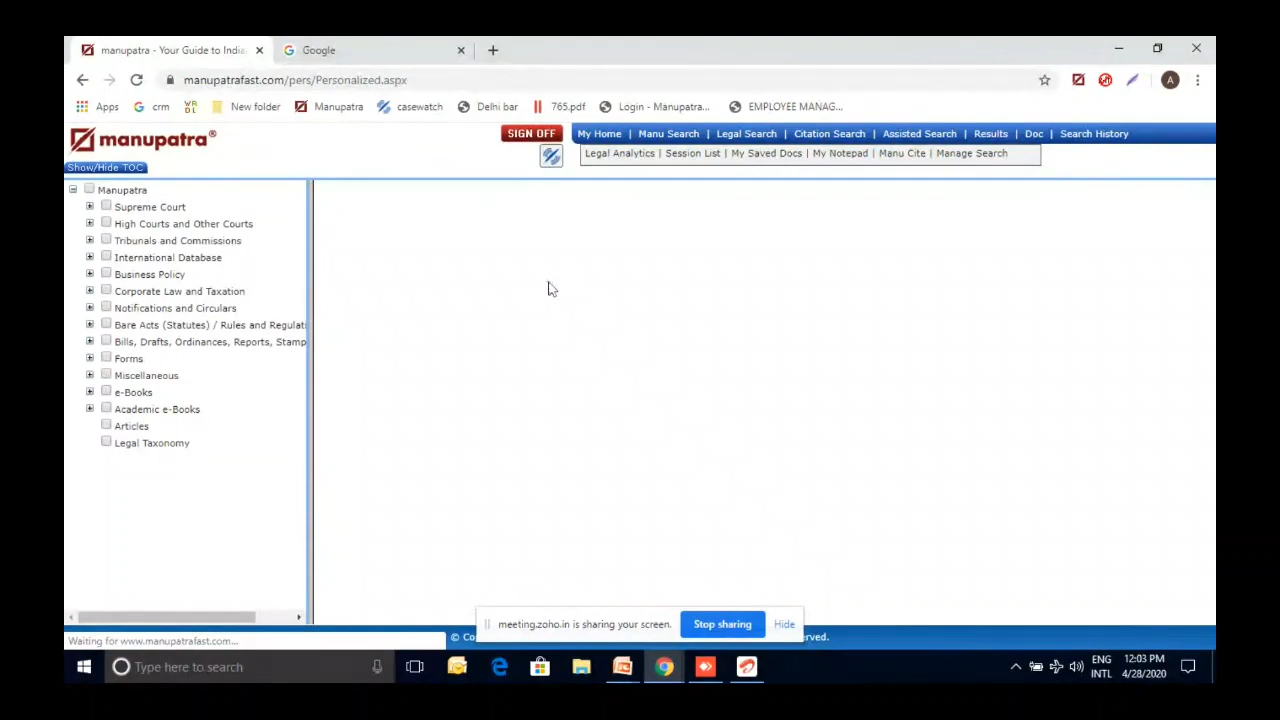 manupatra - Your Guide to India
Google
manupatrafast.com/pers/Personalized.aspx
A
Apps
crm
New folder
Manupatra
casewatch
Delhi bar
765.pdf
Login - Manupatra...
EMPLOYEE MANAG...
manupatra®
SIGN OFF
My Home | Manu Search | Legal Search | Citation Search | Assisted Search | Results | Doc | Search History
Legal Analytics | Session List | My Saved Docs | My Notepad | Manu Cite | Manage Search
Show/Hide TOC
Manupatra
Supreme Court
High Courts and Other Courts
Tribunals and Commissions
International Database
Business Policy
Corporate Law and Taxation
Notifications and Circulars
Bare Acts (Statutes) / Rules and Regulati
Bills, Drafts, Ordinances, Reports, Stamp
Forms
Miscellaneous
e-Books
Academic e-Books
Articles
Legal Taxonomy
meeting.zoho.in is sharing your screen.
Stop sharing
Hide
Waiting for www.manupatrafast.com...
© Co
erved.
Type here to search
ENG
INTL
12:03 PM
4/28/2020